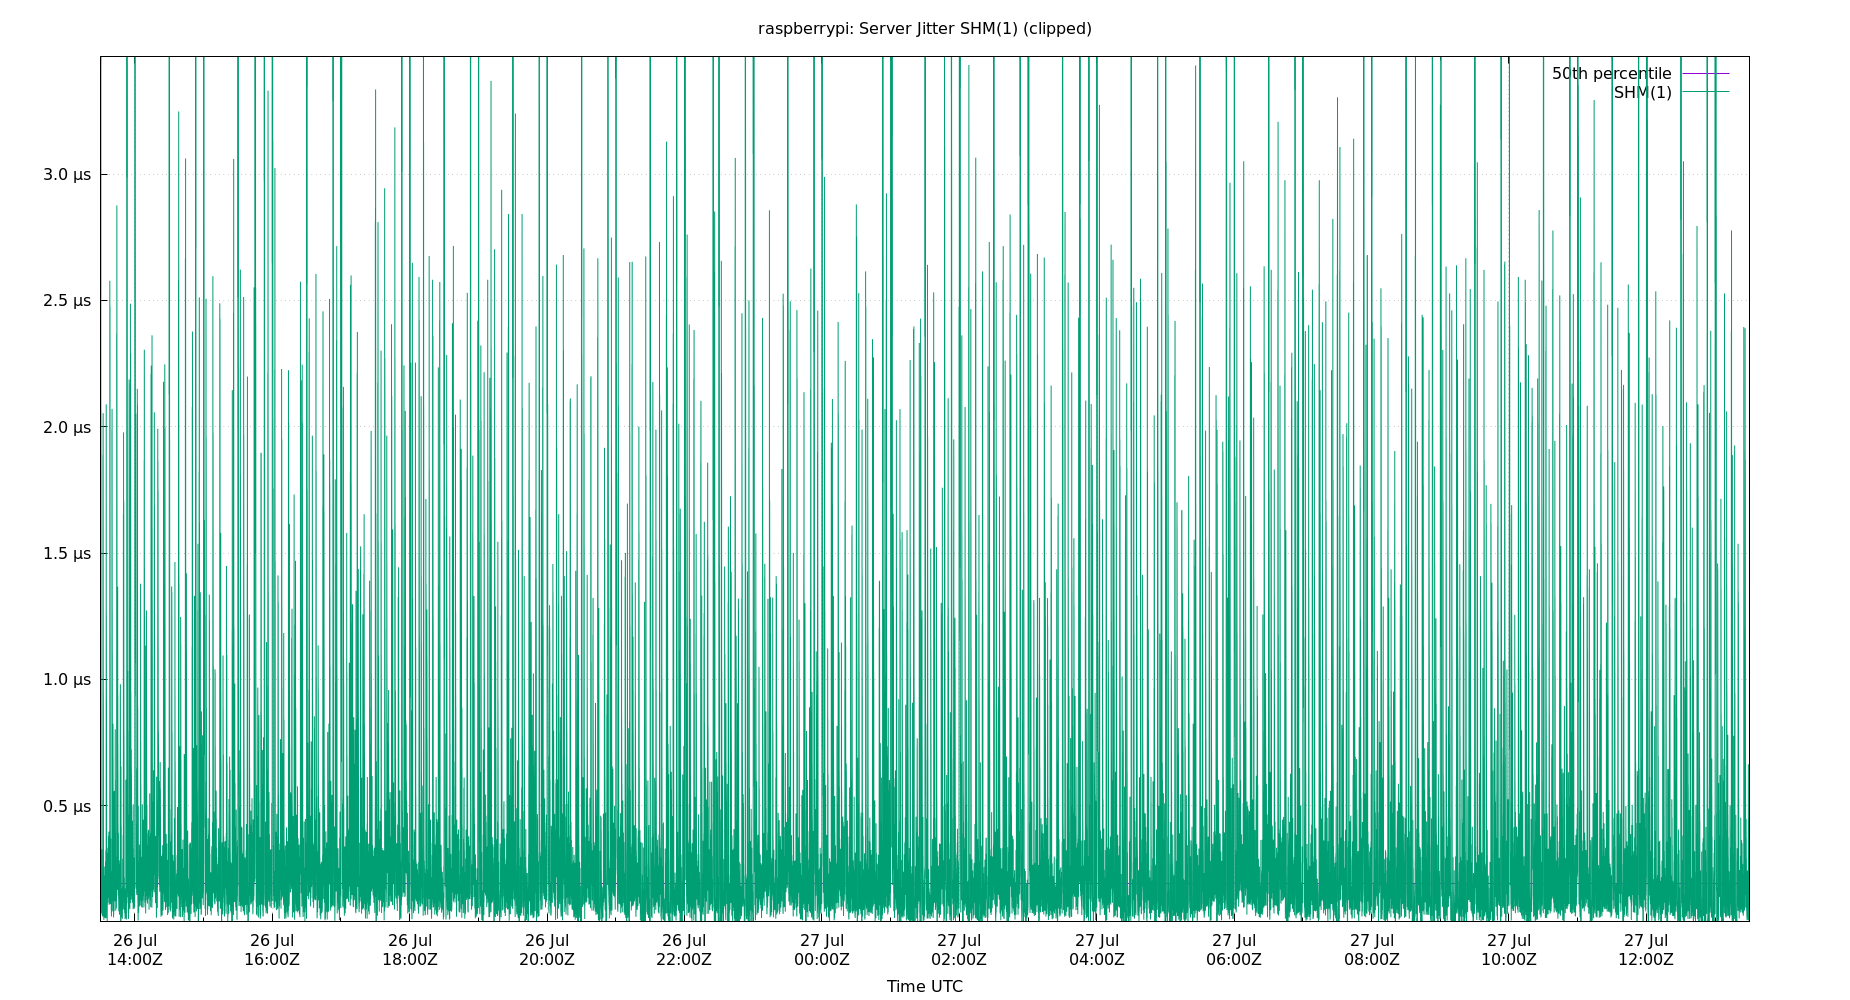 raspberrypi: Server Jitter SHM(1) (clipped)
50th percentile
SHM(1)
3.0 µs
2.5 µs
2.0 µs
1.5 µs
1.0 µs
0.5 µs
26 Jul 26 Jul 26 Jul 26 Jul 26 Jul 27 Jul 27 Jul 27 Jul 27 Jul 27 Jul 27 Jul 27 Jul
14:00Z 16:00Z 18:00Z 20:00Z 22:00Z 00:00Z 02:00Z 04:00Z 06:00Z 08:00Z 10:00Z 12:00Z
Time UTC